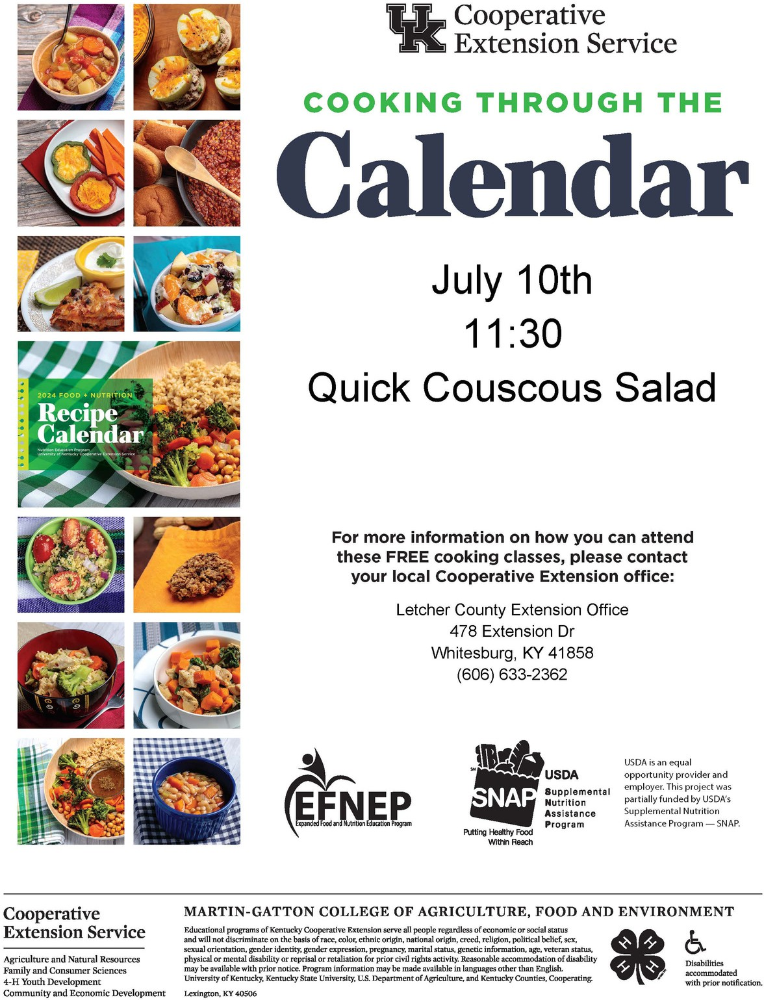 UK Cooperative
Extension Service
COOKING THROUGH THE
Calendar
July 10th
11:30
Quick Couscous Salad
2024 FOOD + NUTRITION
Recipe
Calendar
Nutrition Education Program
University of Kentucky Cooperative Extension Service
For more information on how you can attend
these FREE cooking classes, please contact
your local Cooperative Extension office:
Letcher County Extension Office
478 Extension Dr
Whitesburg, KY 41858
(606) 633-2362
EFNEP
Expanded Food and Nutrition Education Program
SM
SNAP
Putting Healthy Food
Within Reach
USDA
Supplemental
Nutrition
Assistance
Program
USDA is an equal
opportunity provider and
employer. This project was
partially funded by USDA's
Supplemental Nutrition
Assistance Program — SNAP.
Cooperative
Extension Service
Agriculture and Natural Resources
Family and Consumer Sciences
4-H Youth Development
Community and Economic Development
MARTIN-GATTON COLLEGE OF AGRICULTURE, FOOD AND ENVIRONMENT
Educational programs of Kentucky Cooperative Extension serve all people regardless of economic or social status
and will not discriminate on the basis of race, color, ethnic origin, national origin, creed, religion, political belief, sex,
sexual orientation, gender identity, gender expression, pregnancy, marital status, genetic information, age, veteran status,
physical or mental disability or reprisal or retaliation for prior civil rights activity. Reasonable accommodation of disability
may be available with prior notice. Program information may be made available in languages other than English.
University of Kentucky, Kentucky State University, U.S. Department of Agriculture, and Kentucky Counties, Cooperating.
Lexington, KY 40506
H H
H H
Disabilities
accommodated
with prior notification.